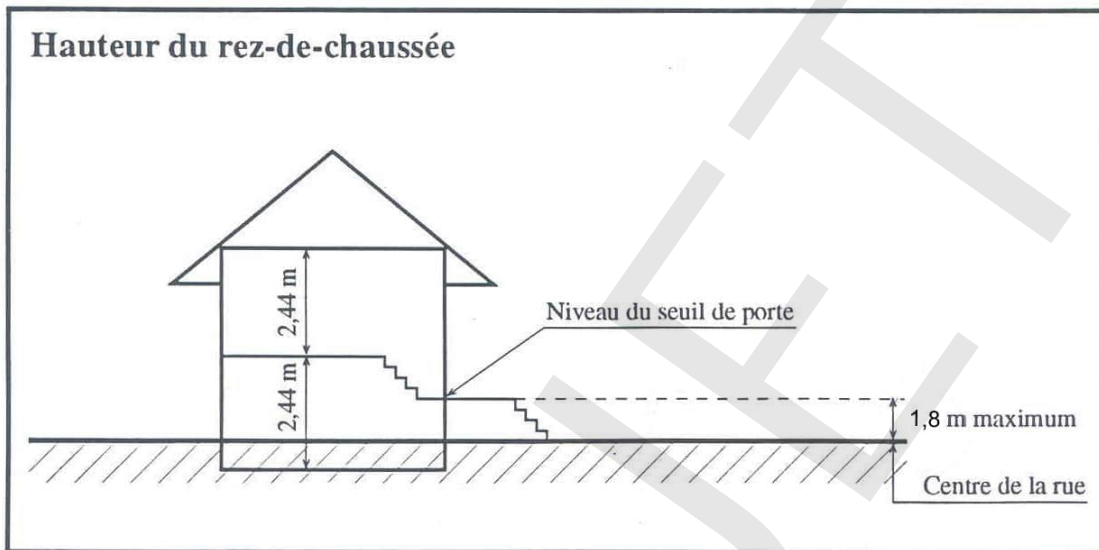 Hauteur du rez-de-chaussée
2,44 m
Niveau du seuil de porte
2,44 m
1,8 m maximum
Centre de la rue